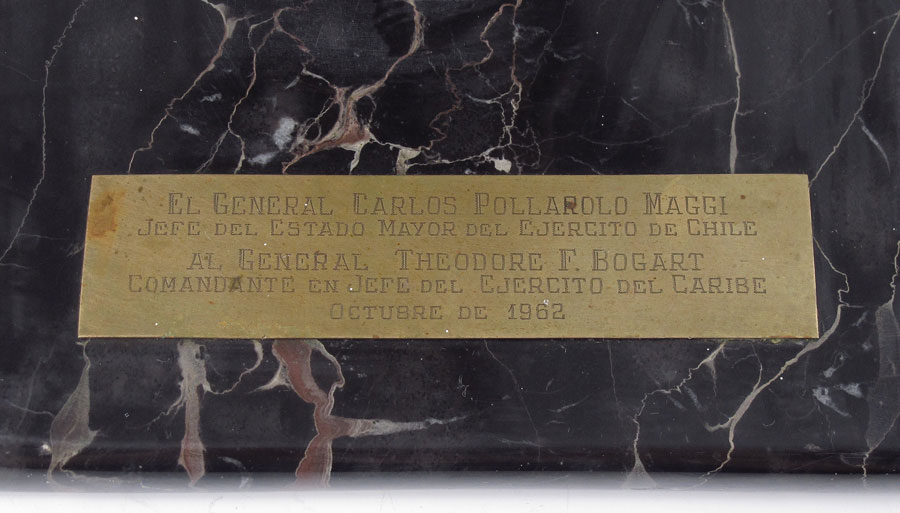 El General Carlos Pollarolo Maggi
Jefe del Estado Mayor del Ejercito de Chile
al General Theodore F. Bogart
Comandante en Jefe del Ejercito del Caribe
Octubre de 1962